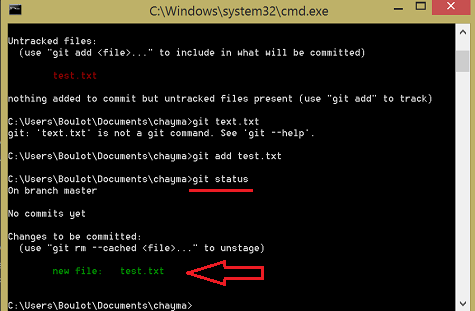 C:\Windows\system32\cmd.exe
Untracked files:
(use "git add <file>..." to include in what will be committed)
test.txt
nothing added to commit but untracked files present (use "git add" to track)
C:\Users\Boulot\Documents\chayma>git text.txt
git: 'text.txt' is not a git command. See 'git --help'.
C:\Users\Boulot\Documents\chayma>git add test.txt
C:\Users\Boulot\Documents\chayma>git status
On branch master
No commits yet
Changes to be committed:
(use "git rm --cached <file>..." to unstage)
new file:   test.txt
C:\Users\Boulot\Documents\chayma>